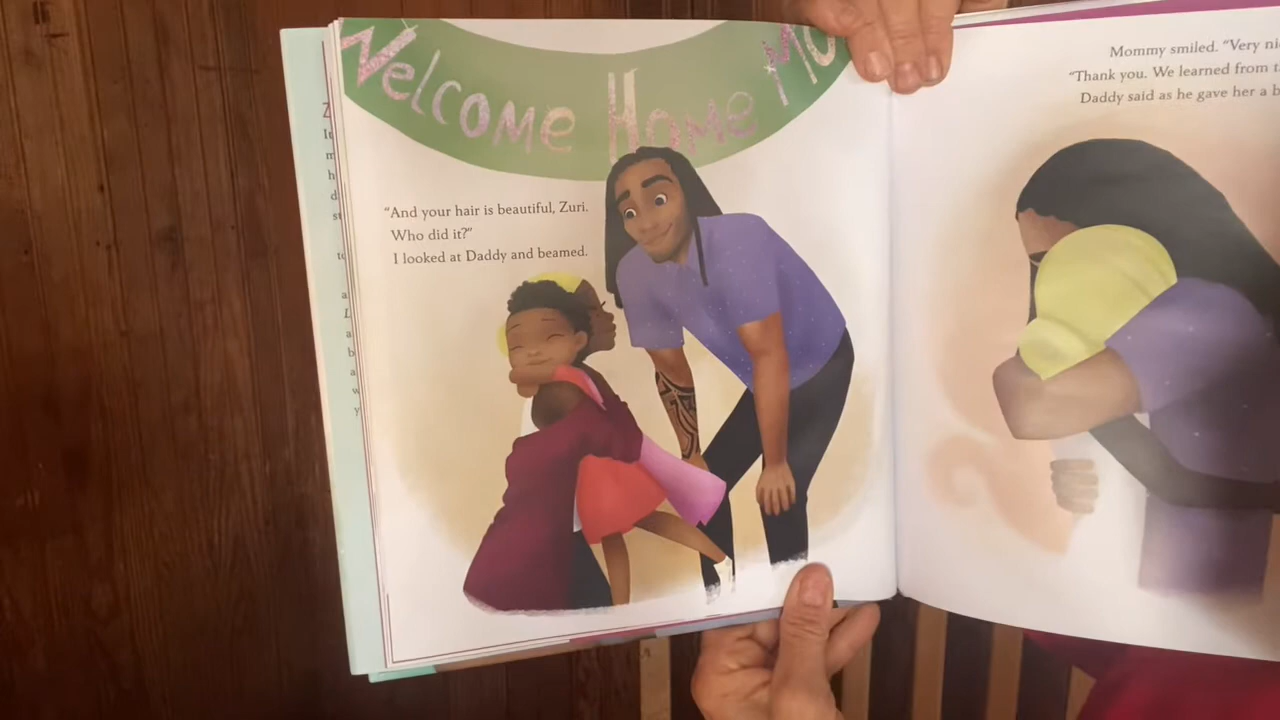 Welcome Home Mo
"And your hair is beautiful, Zuri.
Who did it?"
I looked at Daddy and beamed.
Mommy smiled. "Very
"Thank you. We learned from
Daddy said as he gave her a